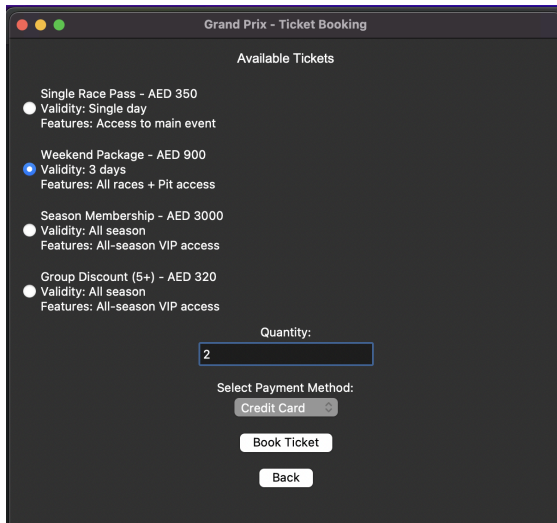 Grand Prix - Ticket Booking
Available Tickets
Single Race Pass - AED 350
Validity: Single day
Features: Access to main event
Weekend Package - AED 900
Validity: 3 days
Features: All races + Pit access
Season Membership - AED 3000
Validity: All season
Features: All-season VIP access
Group Discount (5+) - AED 320
Validity: All season
Features: All-season VIP access
Quantity:
2
Select Payment Method:
Credit Card
Book Ticket
Back